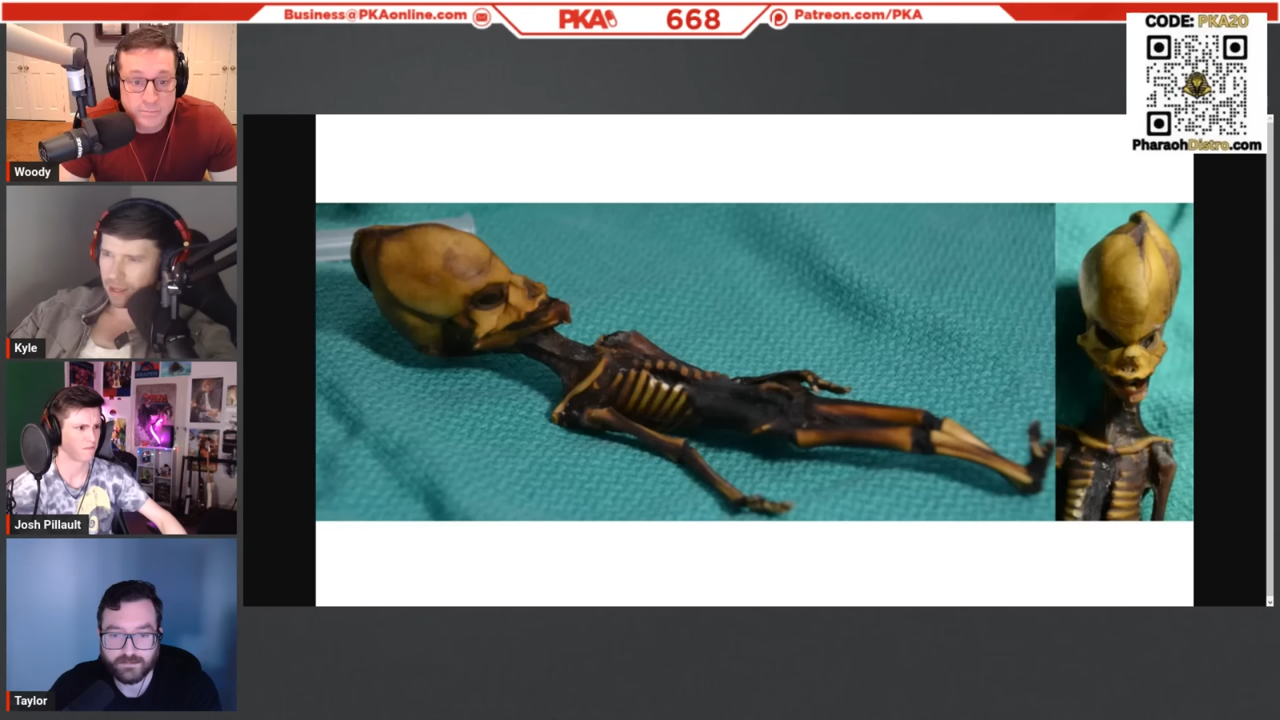 Business@PKAonline.com
PKA
668
Patreon.com/PKA
CODE: PKA20
PharaohDistro.com
Woody
Kyle
Josh Pillault
Taylor